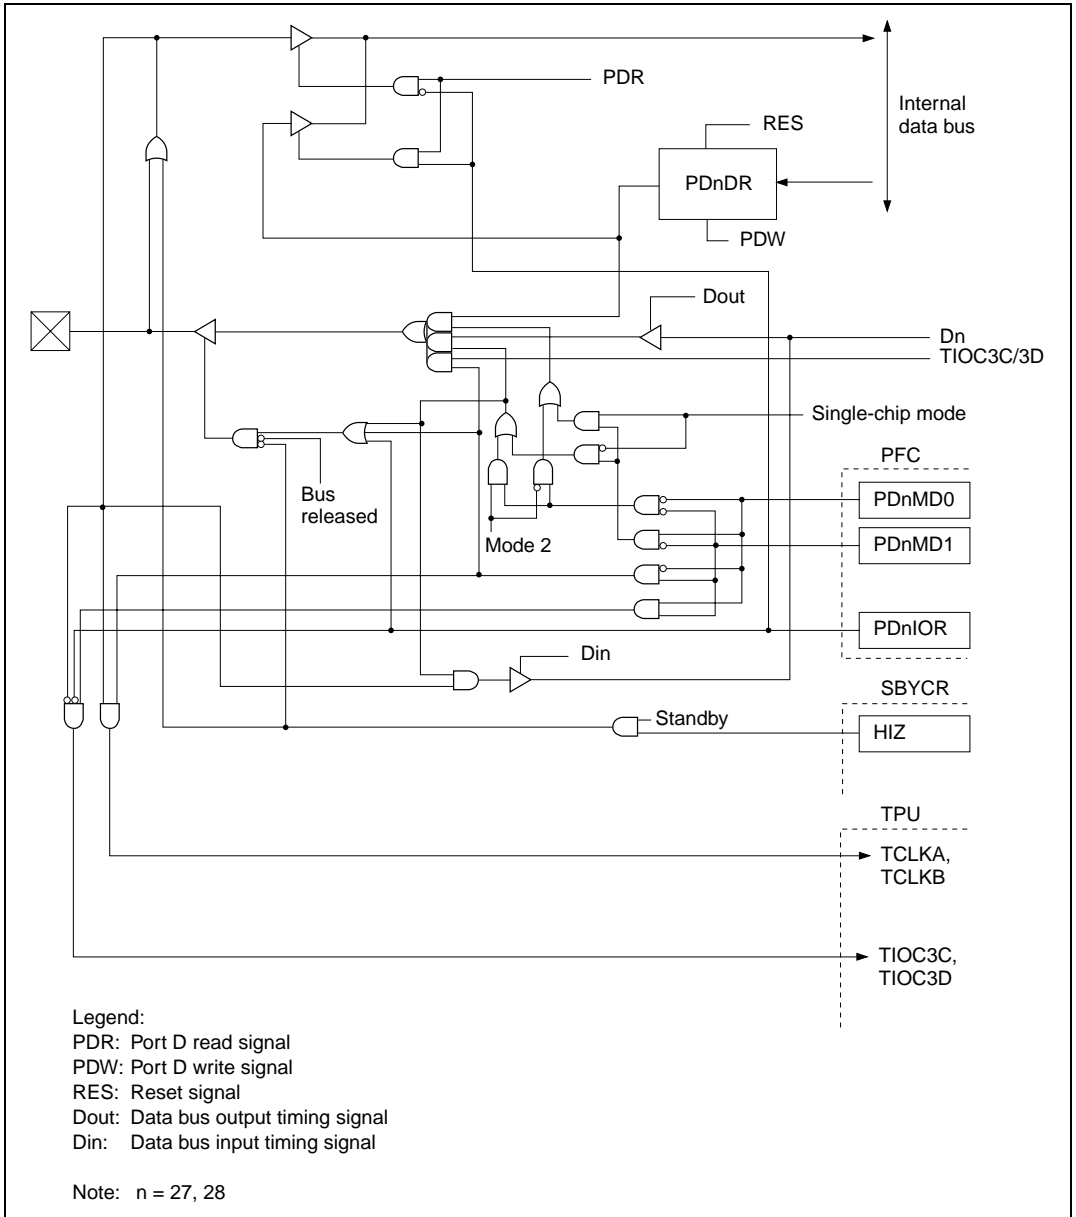 PDR
Internal
data bus
RES
PDnDR
PDW
Dout
Dn
TIOC3C/3D
Single-chip mode
PFC
Bus
released
PDnMD0
Mode 2
PDnMD1
PDnIOR
Din
SBYCR
Standby
HIZ
TPU
TCLKA,
TCLKB
TIOC3C,
TIOC3D
Legend:
PDR: Port D read signal
PDW: Port D write signal
RES: Reset signal
Dout: Data bus output timing signal
Din: Data bus input timing signal
Note: n = 27, 28